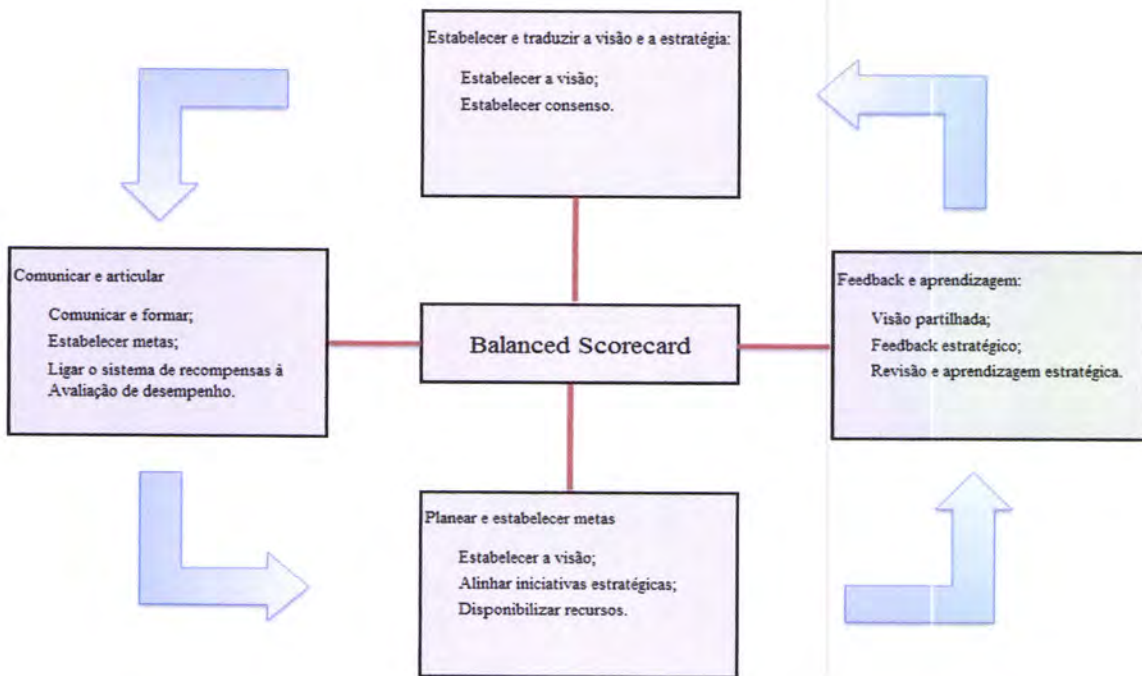 Estabelecer e traduzir a visão e a estratégia:
Estabelecer a visão;
Estabelecer consenso.
Comunicar e articular
Comunicar e formar;
Estabelecer metas;
Ligar o sistema de recompensas à
Avaliação de desempenho.
Balanced Scorecard
Feedback e aprendizagem:
Visão partilhada;
Feedback estratégico;
Revisão e aprendizagem estratégica.
Planear e estabelecer metas
Estabelecer a visão;
Alinhar iniciativas estratégicas;
Disponibilizar recursos.